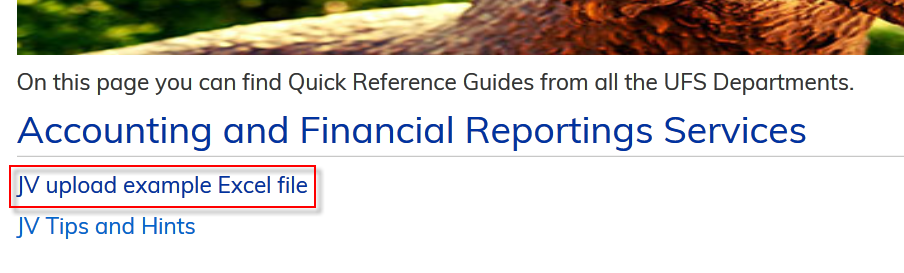 On this page you can find Quick Reference Guides from all the UFS Departments.
Accounting and Financial Reportings Services
JV upload example Excel file
JV Tips and Hints